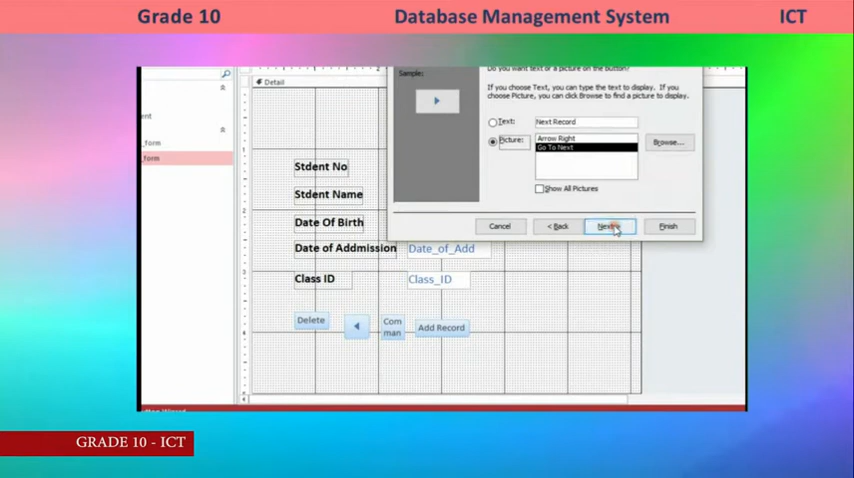 Grade 10
Database Management System
ICT
Detail
Sample:
Do you want text or a picture on the button?
If you choose Text, you can type the text to display. If you
choose Picture, you can click Browse to find a picture to display.
Text:
Next Record
Picture:
Arrow Right
Go To Next
Browse...
Show All Pictures
Cancel
< Back
Next >
Finish
_form
_form
Stdent No
Stdent Name
Date Of Birth
Date of Addmission
Date_of_Add
Class ID
Class_ID
Delete
Com
man
Add Record
GRADE 10 - ICT